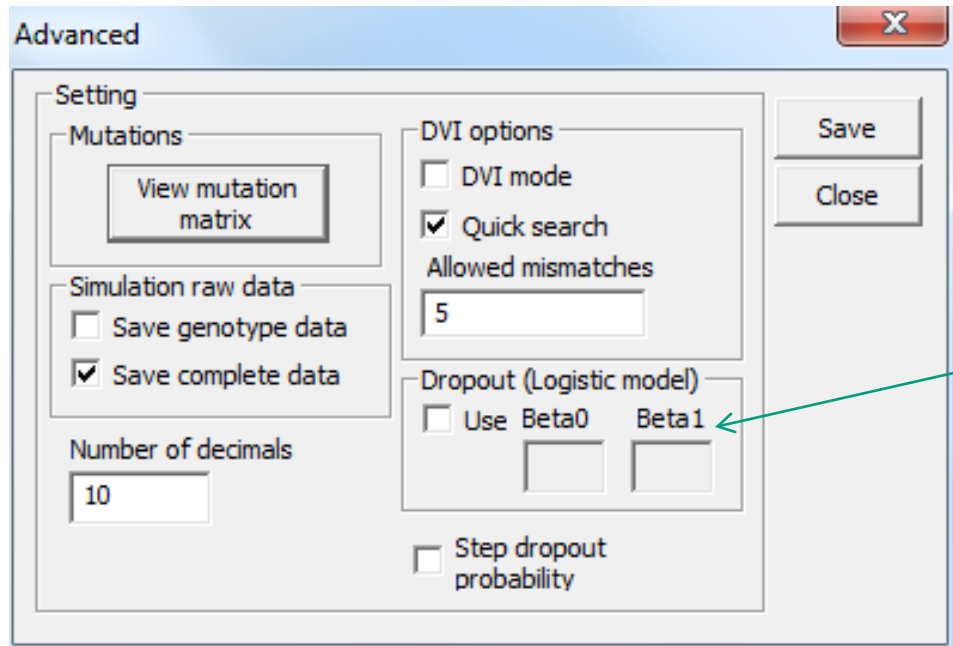 Advanced
Setting
Mutations
View mutation
matrix
Simulation raw data
Save genotype data
Save complete data
Number of decimals
10
DVI options
DVI mode
Quick search
Allowed mismatches
5
Dropout (Logistic model)
Use Beta0 Beta1
Step dropout
probability
Save
Close